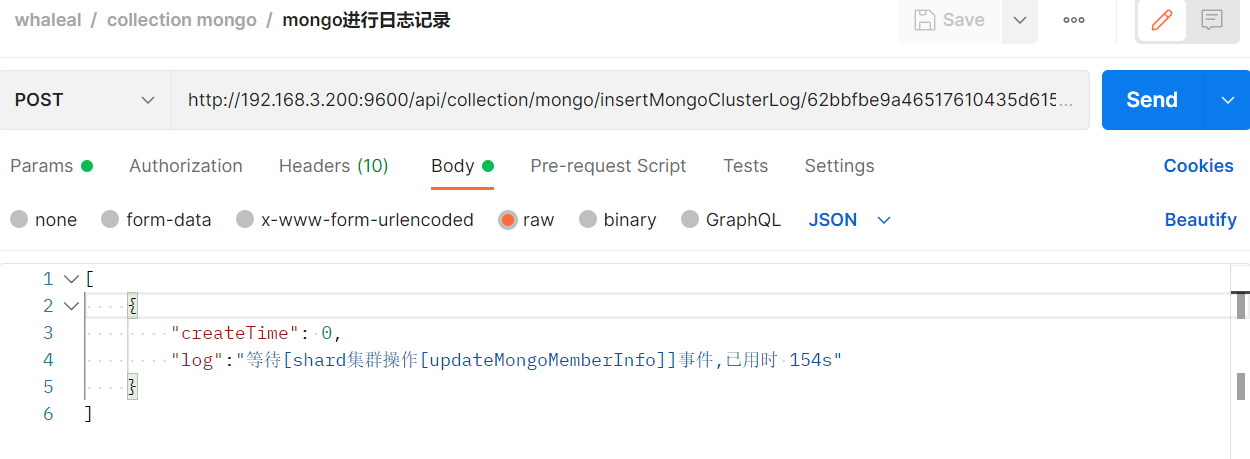 whaleal / collection mongo / mongo进行日志记录
Save
POST
http://192.168.3.200:9600/api/collection/mongo/insertMongoClusterLog/62bbfbe9a46517610435d615...
Send
Params
Authorization
Headers (10)
Body
Pre-request Script
Tests
Settings
Cookies
none
form-data
x-www-form-urlencoded
raw
binary
GraphQL
JSON
Beautify
1 [
2 {
3 "createTime": 0,
4 "log":"等待[shard集群操作[updateMongoMemberInfo]]事件,已用时 154s"
5 }
6 ]